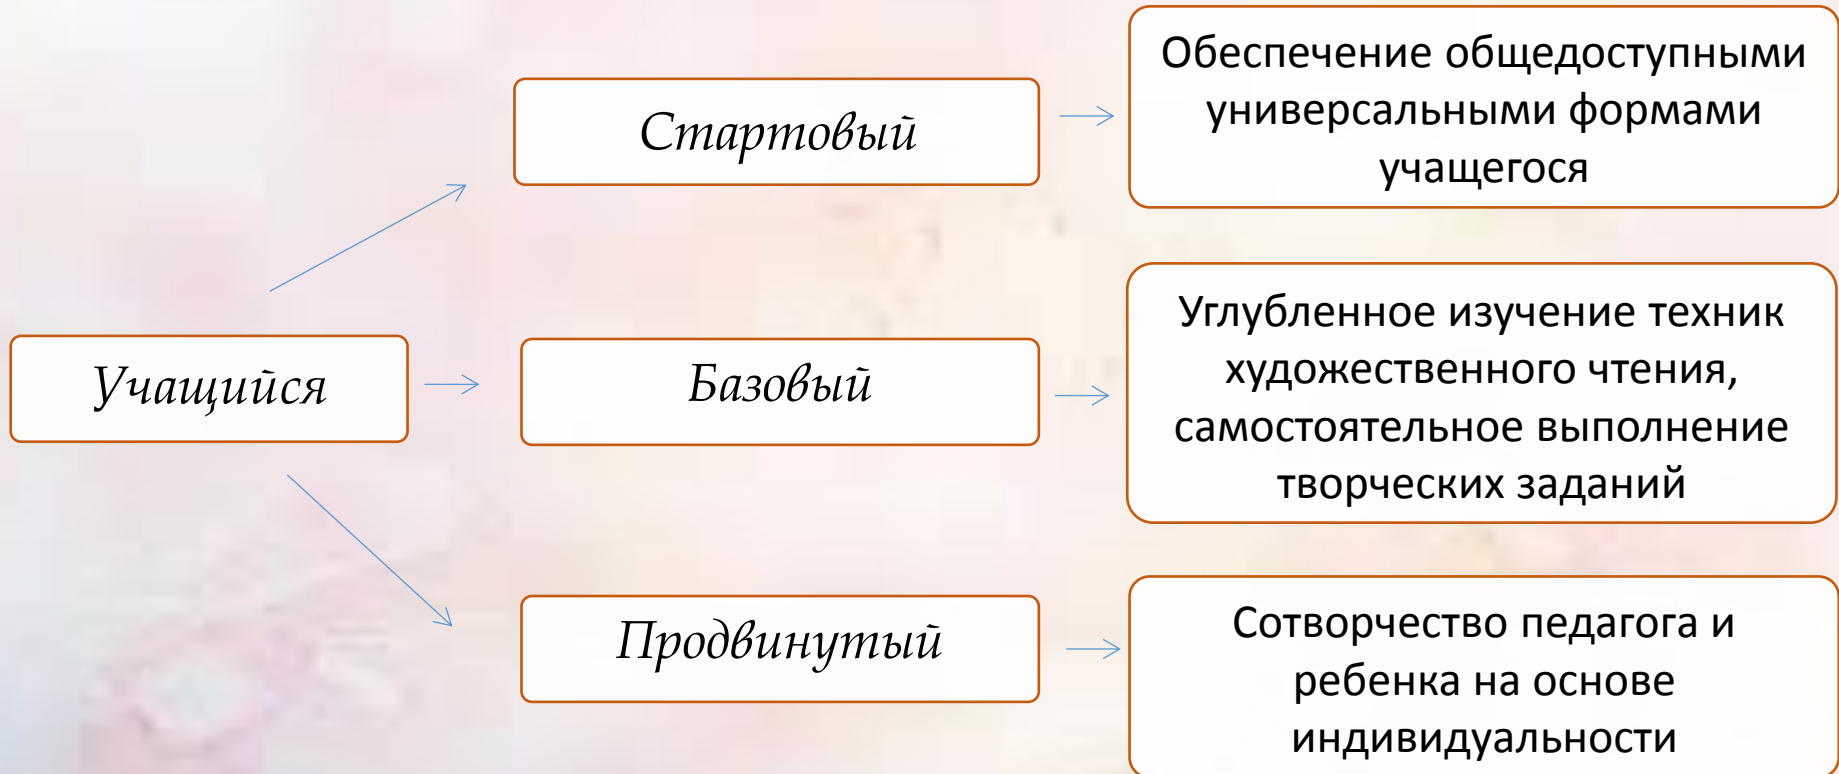 Учащийся
Стартовый
Обеспечение общедоступными
универсальными формами
учащегося
Базовый
Углубленное изучение техник
художественного чтения,
самостоятельное выполнение
творческих заданий
Продвинутый
Сотворчество педагога и
ребенка на основе
индивидуальности